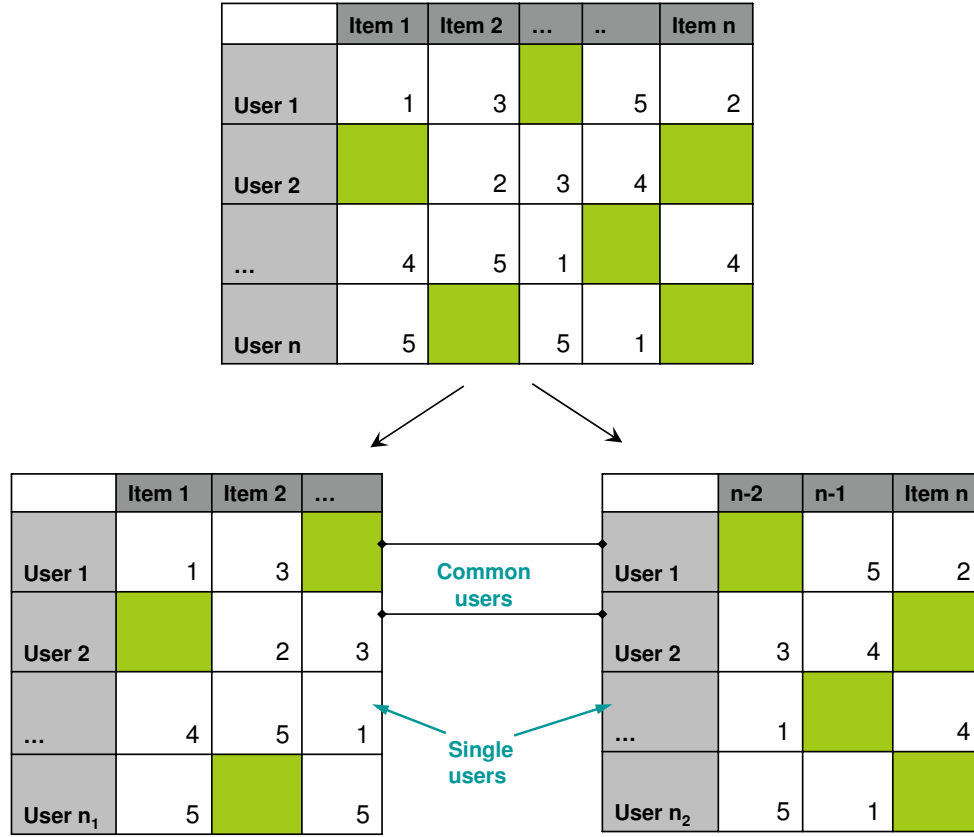 Item 1 Item 2 ... .. Item n
User 1 1 3 5 2
User 2 2 3 4
... 4 5 1 4
User n 5 5 1
Item 1 Item 2 ...
User 1 1 3
User 2 2 3
... 4 5 1
User n₁ 5 5
Common
users
Single
users
n-2 n-1 Item n
User 1 5 2
User 2 3 4
... 1 4
User n₂ 5 1